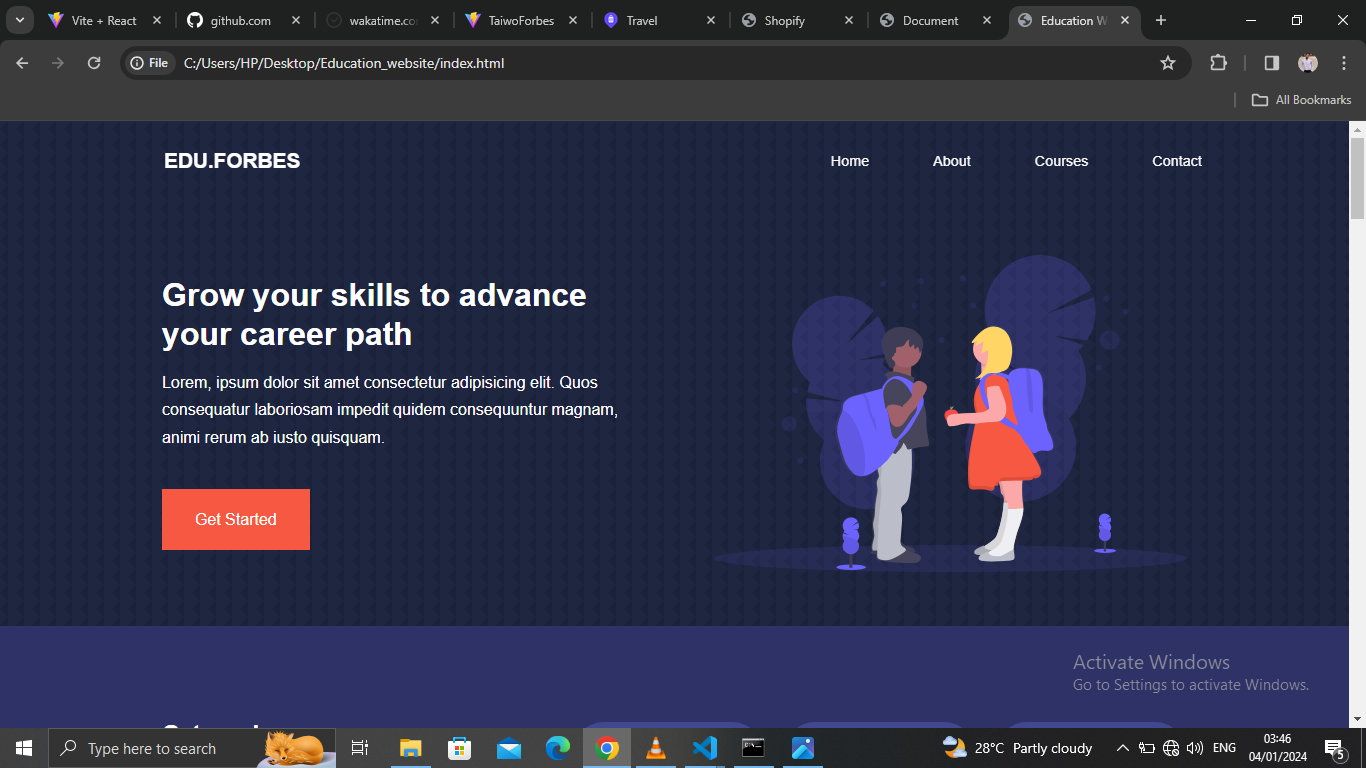 Vite + React
github.com
wakatime.co
TaiwoForbes
Travel
Shopify
Document
Education W
File
C:/Users/HP/Desktop/Education_website/index.html
All Bookmarks
EDU.FORBES
Home
About
Courses
Contact
Grow your skills to advance
your career path
Lorem, ipsum dolor sit amet consectetur adipisicing elit. Quos
consequatur laboriosam impedit quidem consequuntur magnam,
animi rerum ab iusto quisquam.
Get Started
Activate Windows
Go to Settings to activate Windows.
Type here to search
28°C Partly cloudy
ENG
03:46
04/01/2024
5